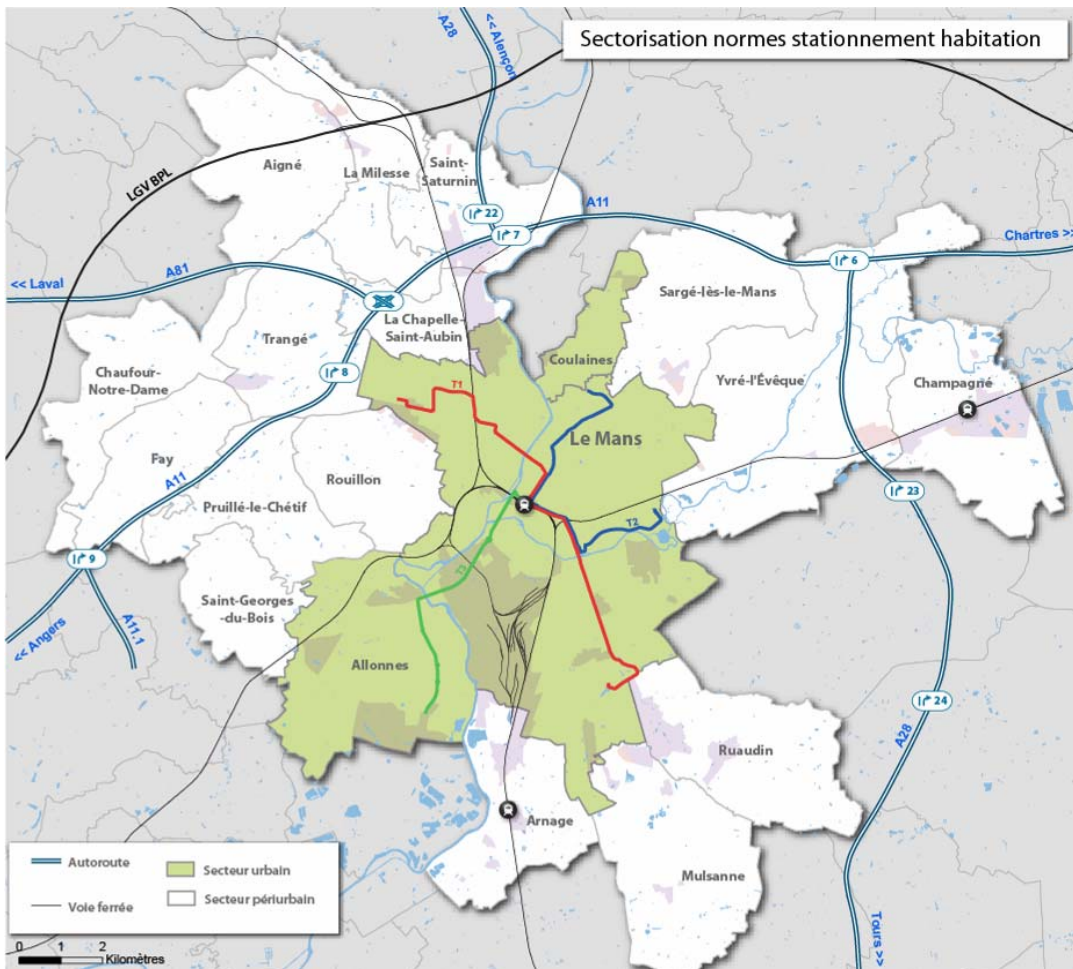 Sectorisation normes stationnement habitation
A28
<< Alençon
LGV BPL
Aigné
La Milesse
Saint-
Saturnin
22
7
A11
Chartres >>
6
A81
<< Laval
Sargé-lès-le-Mans
La Chapelle-
Saint-Aubin
Trangé
8
Coulaines
Chaufour-
Notre-Dame
Yvré-l'Évêque
Champagné
T1
Le Mans
Fay
A11
Rouillon
Pruillé-le-Chétif
23
T2
9
T3
Saint-Georges
-du-Bois
A11.1
<< Angers
Allonnes
24
A28
Ruaudin
Arnage
Mulsanne
Tours >>
Autoroute
Secteur urbain
Voie ferrée
Secteur périurbain
0 1 2
Kilomètres